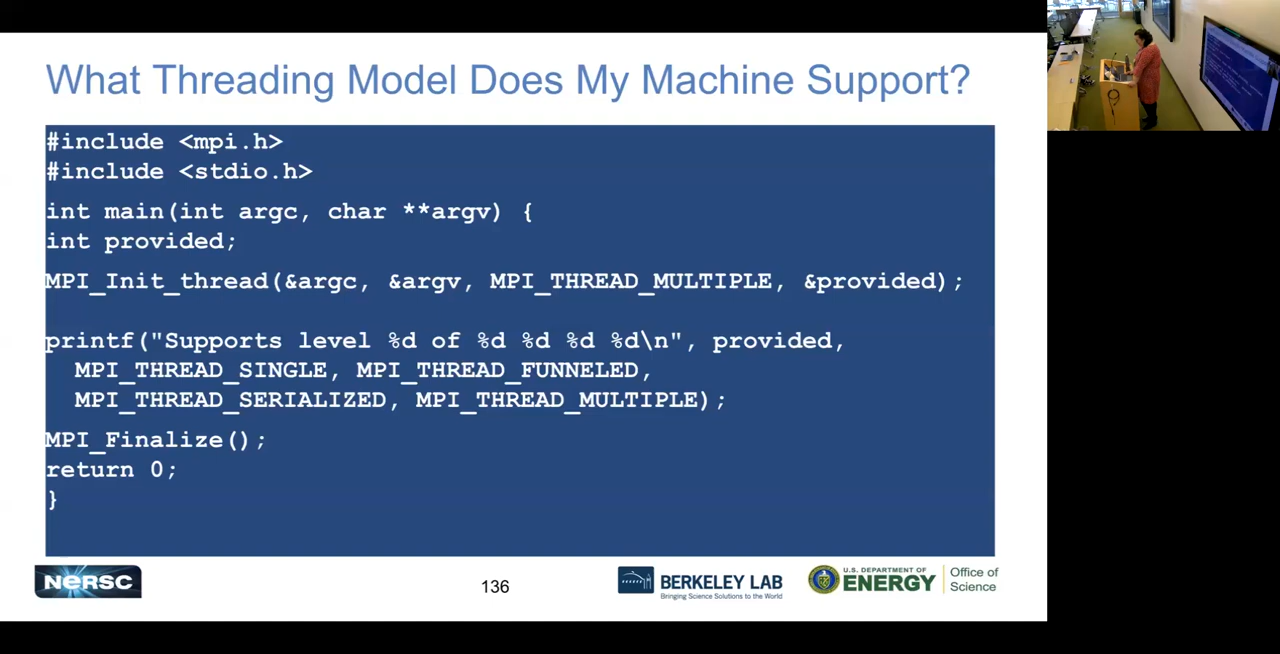 What Threading Model Does My Machine Support?
#include <mpi.h>
#include <stdio.h>
int main(int argc, char **argv) {
int provided;
MPI_Init_thread(&argc, &argv, MPI_THREAD_MULTIPLE, &provided);
printf("Supports level %d of %d %d %d %d\n", provided,
MPI_THREAD_SINGLE, MPI_THREAD_FUNNELED,
MPI_THREAD_SERIALIZED, MPI_THREAD_MULTIPLE);
MPI_Finalize();
return 0;
}
NERSC
136
BERKELEY LAB
Bringing Science Solutions to the World
U.S. DEPARTMENT OF
ENERGY
Office of
Science